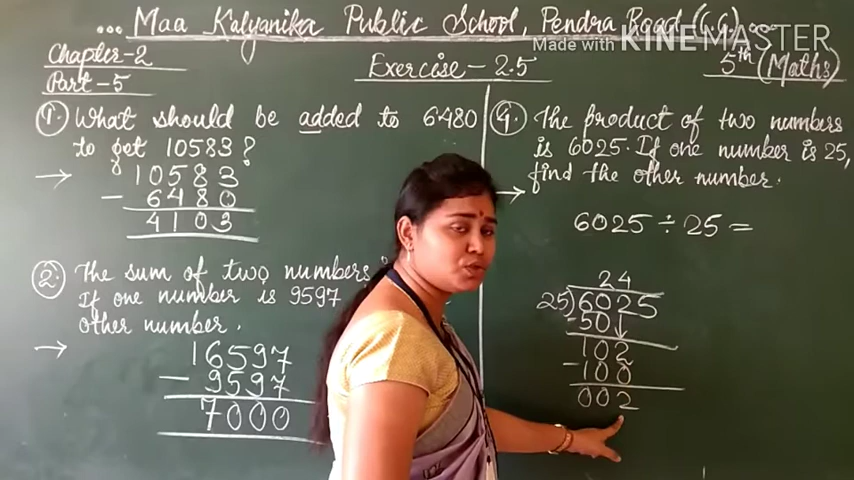 ... Maa Kalyanika Public School, Pendra Road (C.G.) ...
Made with KINEMASTER
Chapter-2
Part-5
Exercise-2.5
5th (Maths)
1. What should be added to 6480
to get 10583?
→ 10583
- 6480
4103
2. The sum of two numbers is
If one number is 9597
other number.
→ 16597
- 9597
7000
9. The product of two numbers
is 6025. If one number is 25,
→ find the other number.
6025 ÷ 25 =
24
25)6025
-50↓
102
-100
002